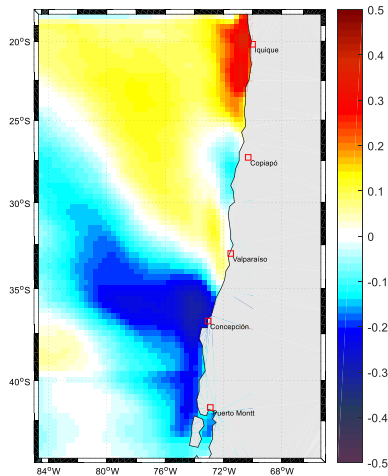 20°S
25°S
30°S
35°S
40°S
84°W
80°W
76°W
72°W
68°W
Iquique
Copiapó
Valparaíso
Concepción.
Puerto Montt
0.5
0.4
0.3
0.2
0.1
0
-0.1
-0.2
-0.3
-0.4
-0.5